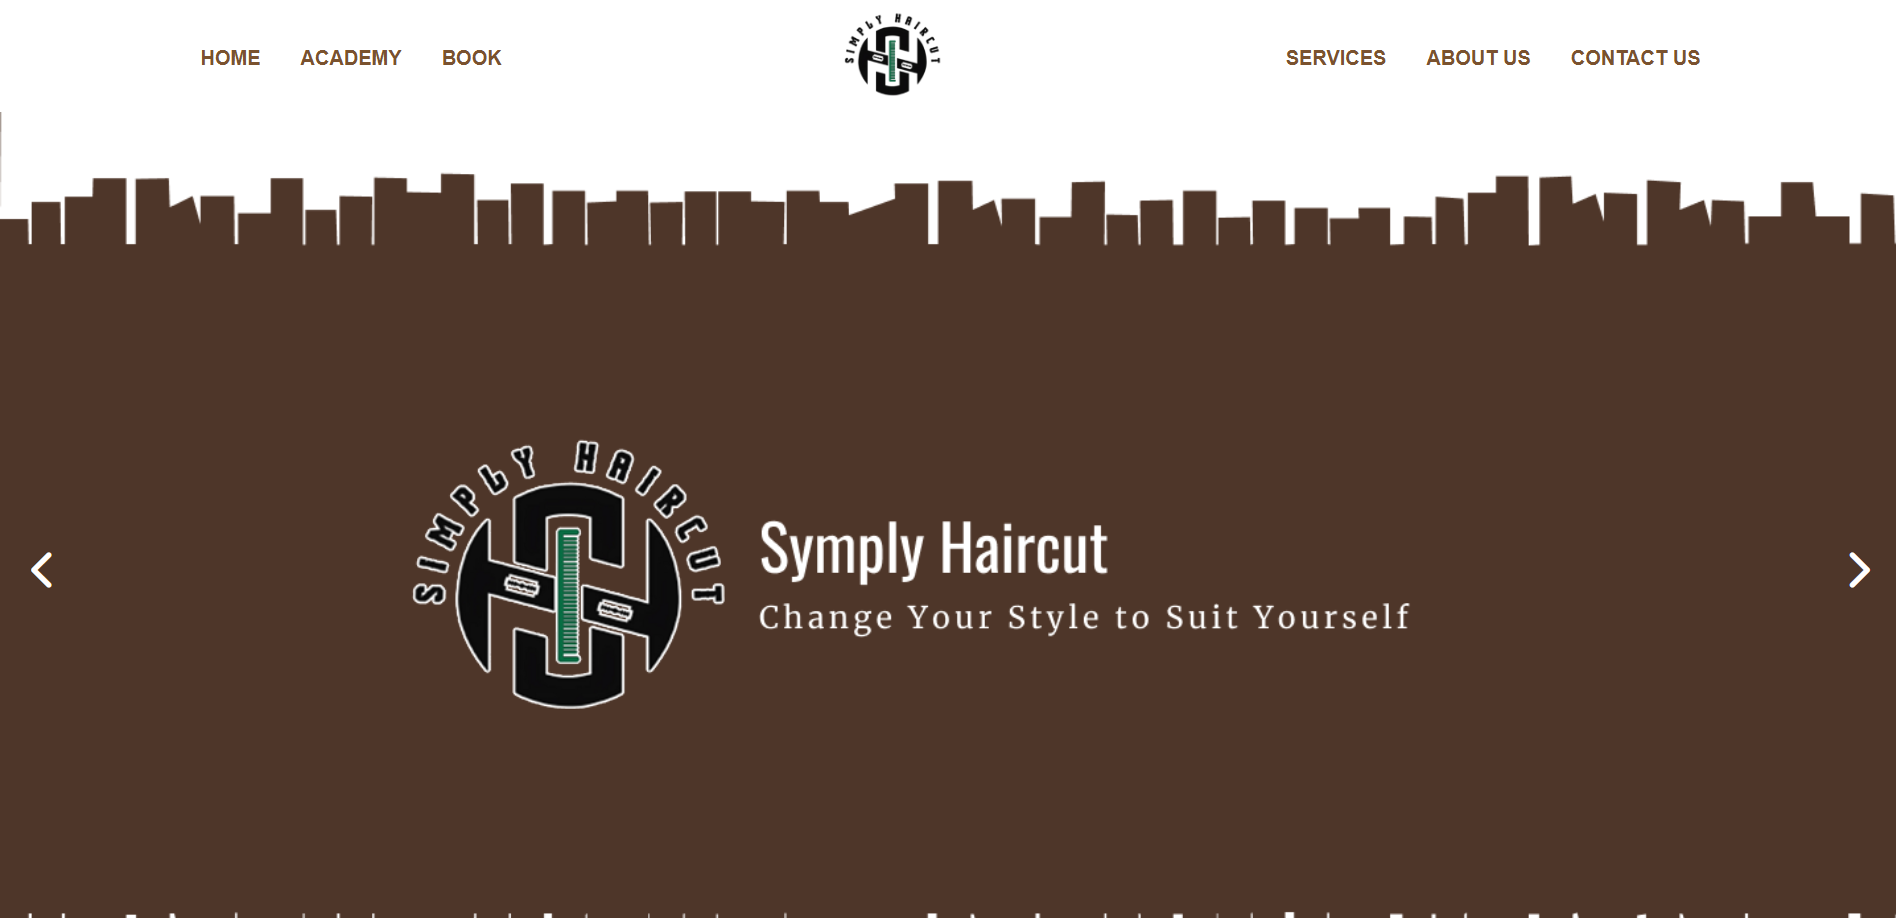 HOME ACADEMY BOOK
SIMPLY HAIRCUT
SERVICES ABOUT US CONTACT US
SIMPLY HAIRCUT
Symply Haircut
Change Your Style to Suit Yourself